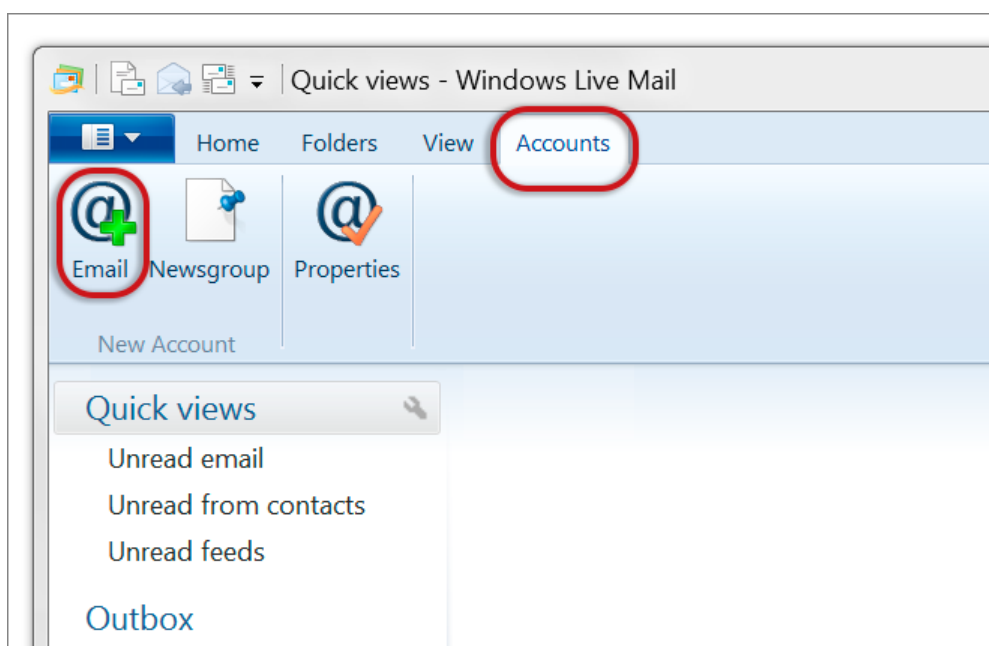 Quick views - Windows Live Mail
Home Folders View Accounts
Email Newsgroup Properties
New Account
Quick views
Unread email
Unread from contacts
Unread feeds
Outbox